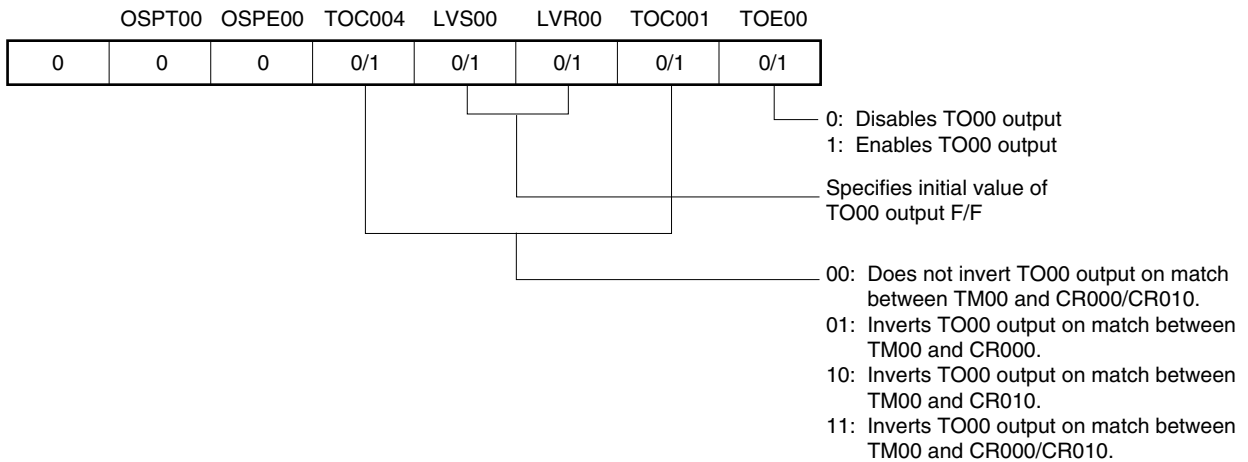 OSPT00 OSPE00 TOC004 LVS00 LVR00 TOC001 TOE00
0 0 0 0/1 0/1 0/1 0/1 0/1
0: Disables TO00 output
1: Enables TO00 output
Specifies initial value of
TO00 output F/F
00: Does not invert TO00 output on match
between TM00 and CR000/CR010.
01: Inverts TO00 output on match between
TM00 and CR000.
10: Inverts TO00 output on match between
TM00 and CR010.
11: Inverts TO00 output on match between
TM00 and CR000/CR010.